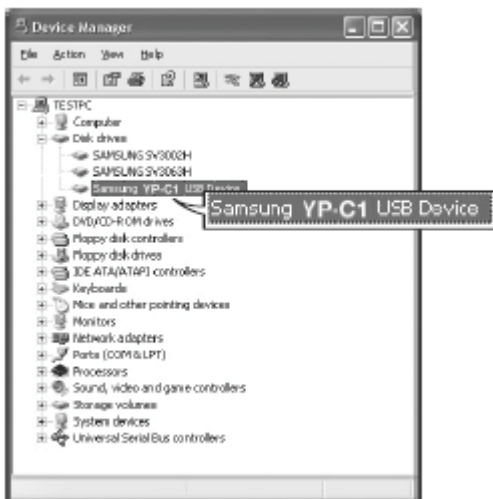 Device Manager
File Action View Help
TESTPC
Computer
Disk drives
SAMSUNG SV3002H
SAMSUNG SV3063H
Samsung YP-C1 USB Device
Samsung YP-C1 USB Device
Display adapters
DVD/CD-ROM drives
Floppy disk controllers
Floppy disk drives
IDE ATA/ATAPI controllers
Keyboards
Mice and other pointing devices
Monitors
Network adapters
Ports (COM & LPT)
Processors
Sound, video and game controllers
Storage volumes
System devices
Universal Serial Bus controllers